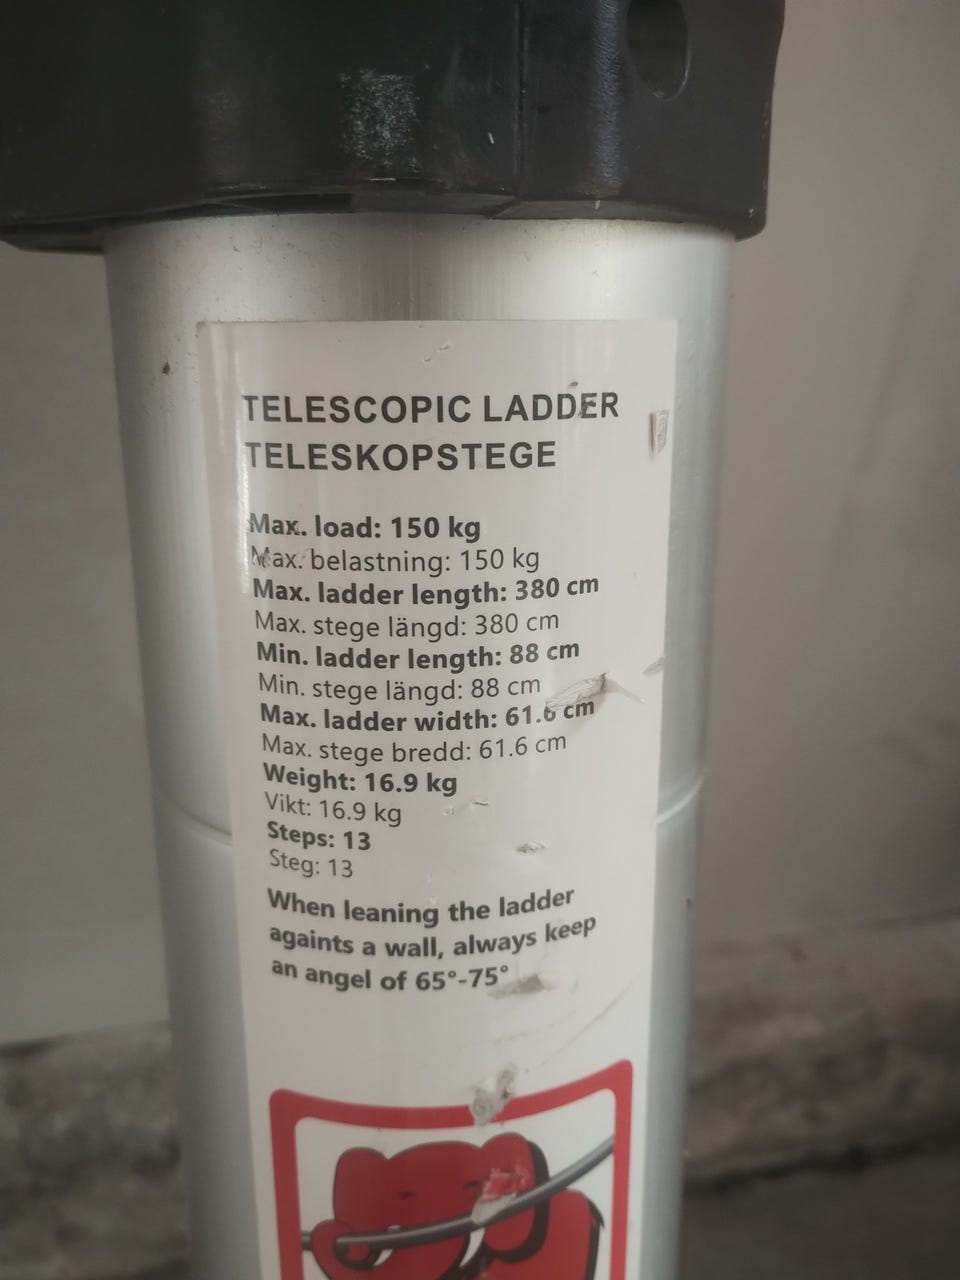 TELESCOPIC LADDER
TELESKOPSTEGE
Max. load: 150 kg
Max. belastning: 150 kg
Max. ladder length: 380 cm
Max. stege längd: 380 cm
Min. ladder length: 88 cm
Min. stege längd: 88 cm
Max. ladder width: 61.6 cm
Max. stege bredd: 61.6 cm
Weight: 16.9 kg
Vikt: 16.9 kg
Steps: 13
Steg: 13
When leaning the ladder
againts a wall, always keep
an angel of 65°-75°